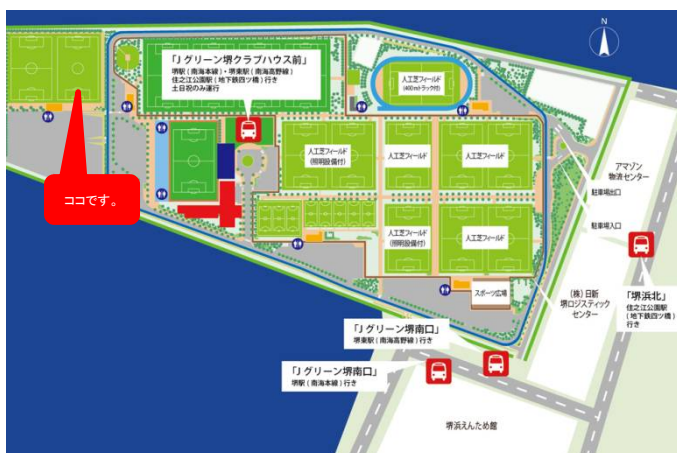 N
「Jグリーン堺クラブハウス前」
堺駅(南海本線)・堺東駅(南海高野線)
住之江公園駅(地下鉄四ツ橋)行き
土日祝のみ運行
人工芝フィールド
(400mトラック付)
人工芝フィールド
(照明設備付)
人工芝フィールド
人工芝フィールド
アマゾン
物流センター
駐車場出口
ココです。
駐車場入口
人工芝フィールド
(照明設備付)
人工芝フィールド
スポーツ広場
(株)日新
堺ロジスティック
センター
「堺浜北」
住之江公園駅
(地下鉄四ツ橋)
行き
「Jグリーン堺南口」
堺東駅(南海高野線)行き
「Jグリーン堺南口」
堺駅(南海本線)行き
堺浜えんため館